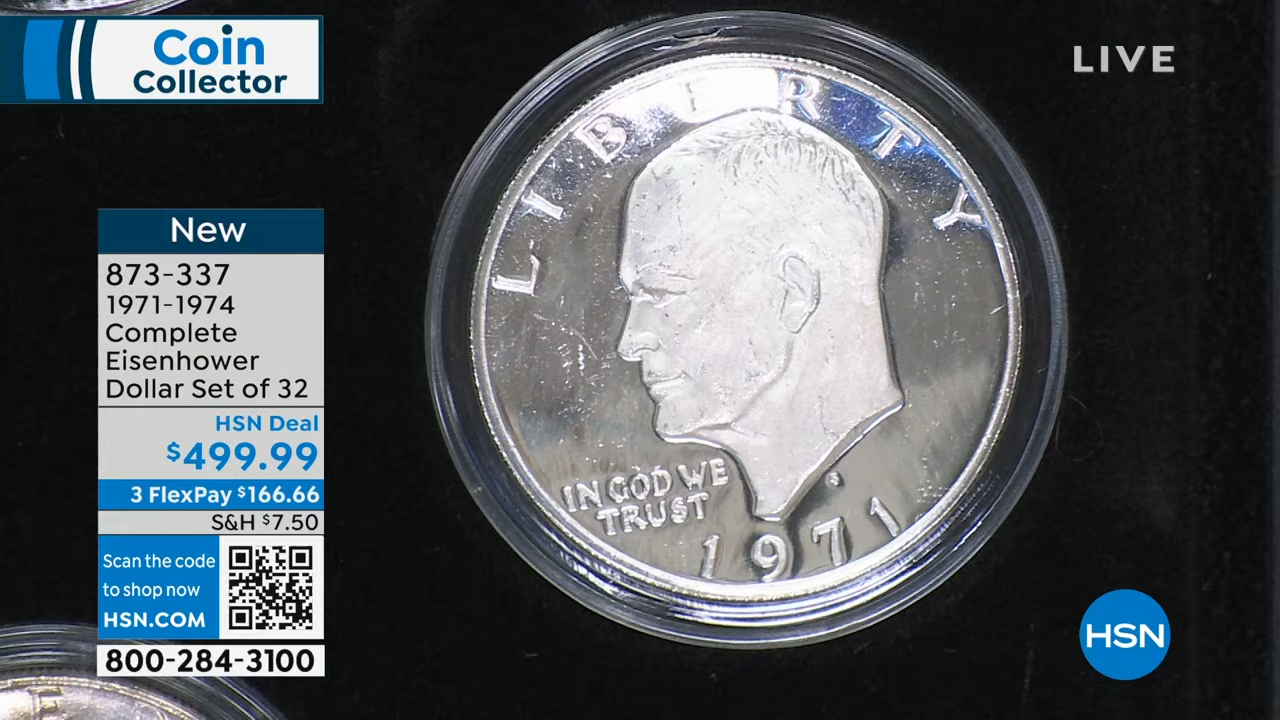 Coin
Collector
LIVE
New
873-337
1971-1974
Complete
Eisenhower
Dollar Set of 32
HSN Deal
$499.99
3 FlexPay $166.66
S&H $7.50
Scan the code
to shop now
HSN.COM
800-284-3100
LIBERTY
IN GOD WE
TRUST
S
1971
HSN